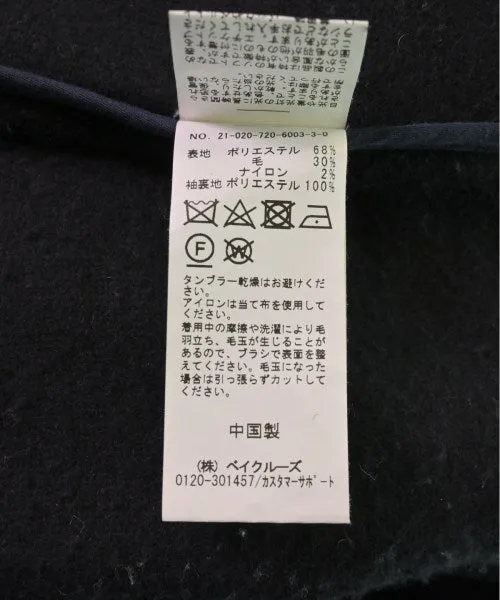 NO. 21-020-720-6003-3-0
表地 ポリエステル 68%
毛 30%
ナイロン 2%
袖裏地 ポリエステル 100%
F W
タンブラー乾燥はお避けくだ
さい。
アイロンは当て布を使用して
ください。
着用中の摩擦や洗濯により毛
羽立ち、毛玉が生じることが
あるので、ブラシで表面を整
えてください。毛玉になった
場合は引っ張らずカットして
ください。
中国製
(株) ベイクルーズ
0120-301457/カスタマーサポート